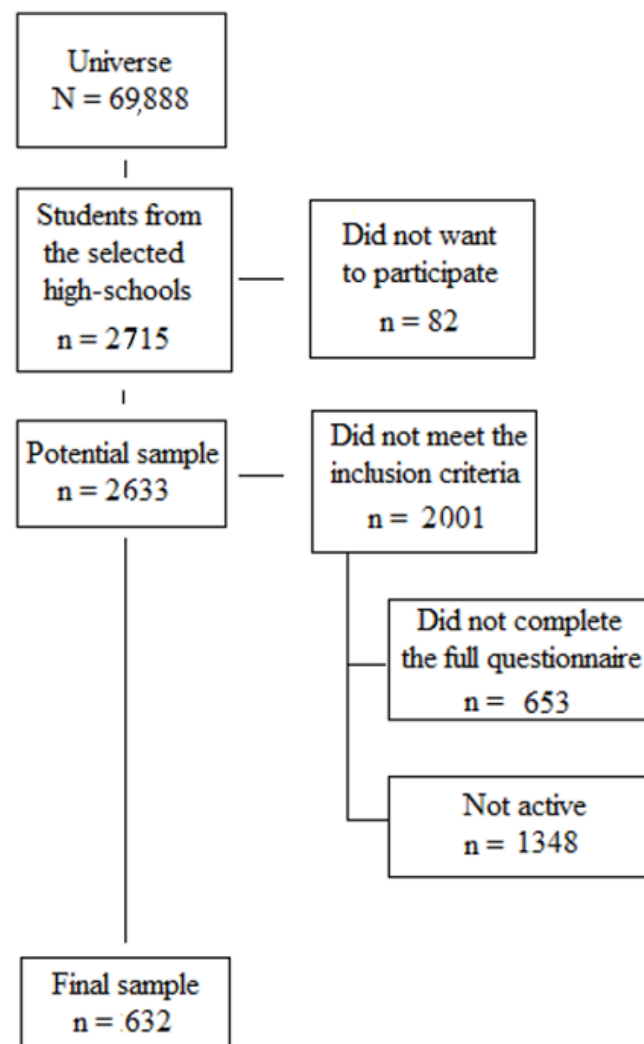 Universe
N = 69,888
Students from
the selected
high-schools
n = 2715
Did not want
to participate
n = 82
Potential sample
n = 2633
Did not meet the
inclusion criteria
n = 2001
Did not complete
the full questionnaire
n = 653
Not active
n = 1348
Final sample
n = 632